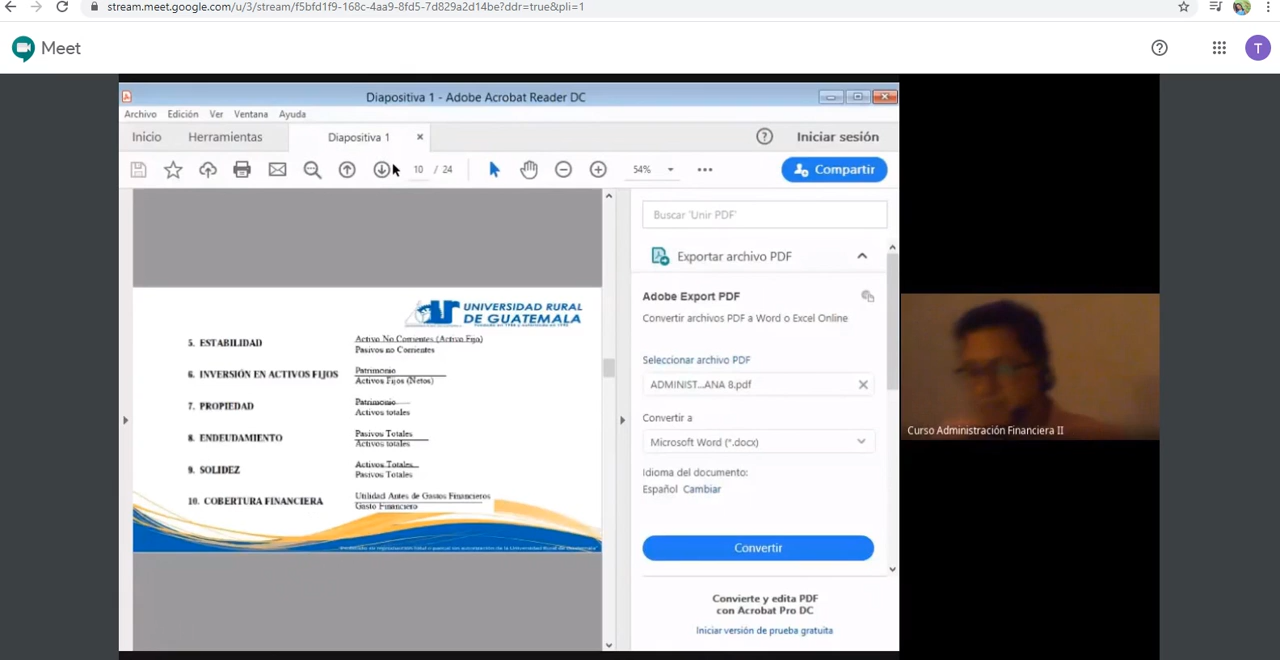 stream.meet.google.com/u/3/stream/f5bfd1f9-168c-4aa9-8fd5-7d829a2d14be?ddr=true&pli=1
Meet
T
Diapositiva 1 - Adobe Acrobat Reader DC
Archivo Edición Ver Ventana Ayuda
Inicio Herramientas Diapositiva 1 × Iniciar sesión
10 / 24 54% Compartir
Buscar 'Unir PDF'
Exportar archivo PDF
Adobe Export PDF
Convertir archivos PDF a Word o Excel Online
Seleccionar archivo PDF
ADMINIST...ANA 8.pdf
Convertir a
Microsoft Word (*.docx)
Idioma del documento:
Español Cambiar
Convertir
Convierte y edita PDF
con Acrobat Pro DC
Iniciar versión de prueba gratuita
UNIVERSIDAD RURAL
DE GUATEMALA
5. ESTABILIDAD
Activo No Corrientes (Activo Fijo)
Pasivos no Corrientes
6. INVERSIÓN EN ACTIVOS FIJOS
Patrimonio
Activos Fijos (Netos)
7. PROPIEDAD
Patrimonio
Activos totales
8. ENDEUDAMIENTO
Pasivos Totales
Activos totales
9. SOLIDEZ
Activos Totales
Pasivos Totales
10. COBERTURA FINANCIERA
Utilidad Antes de Gastos Financieros
Gasto Financiero
Curso Administración Financiera II